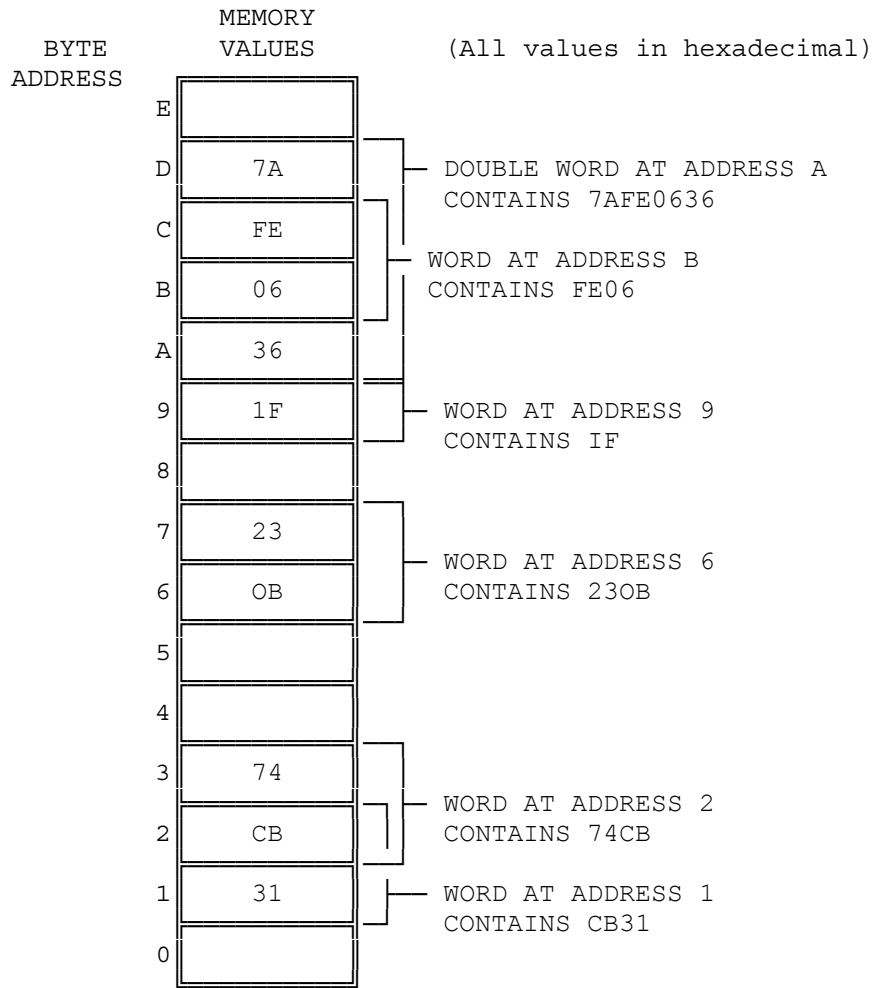 MEMORY
BYTE VALUES (All values in hexadecimal)
ADDRESS
E
D 7A DOUBLE WORD AT ADDRESS A
CONTAINS 7AFE0636
C FE
WORD AT ADDRESS B
B 06 CONTAINS FE06
A 36
9 1F WORD AT ADDRESS 9
CONTAINS IF
8
7 23
WORD AT ADDRESS 6
6 OB CONTAINS 23OB
5
4
3 74
WORD AT ADDRESS 2
2 CB CONTAINS 74CB
1 31 WORD AT ADDRESS 1
CONTAINS CB31
0